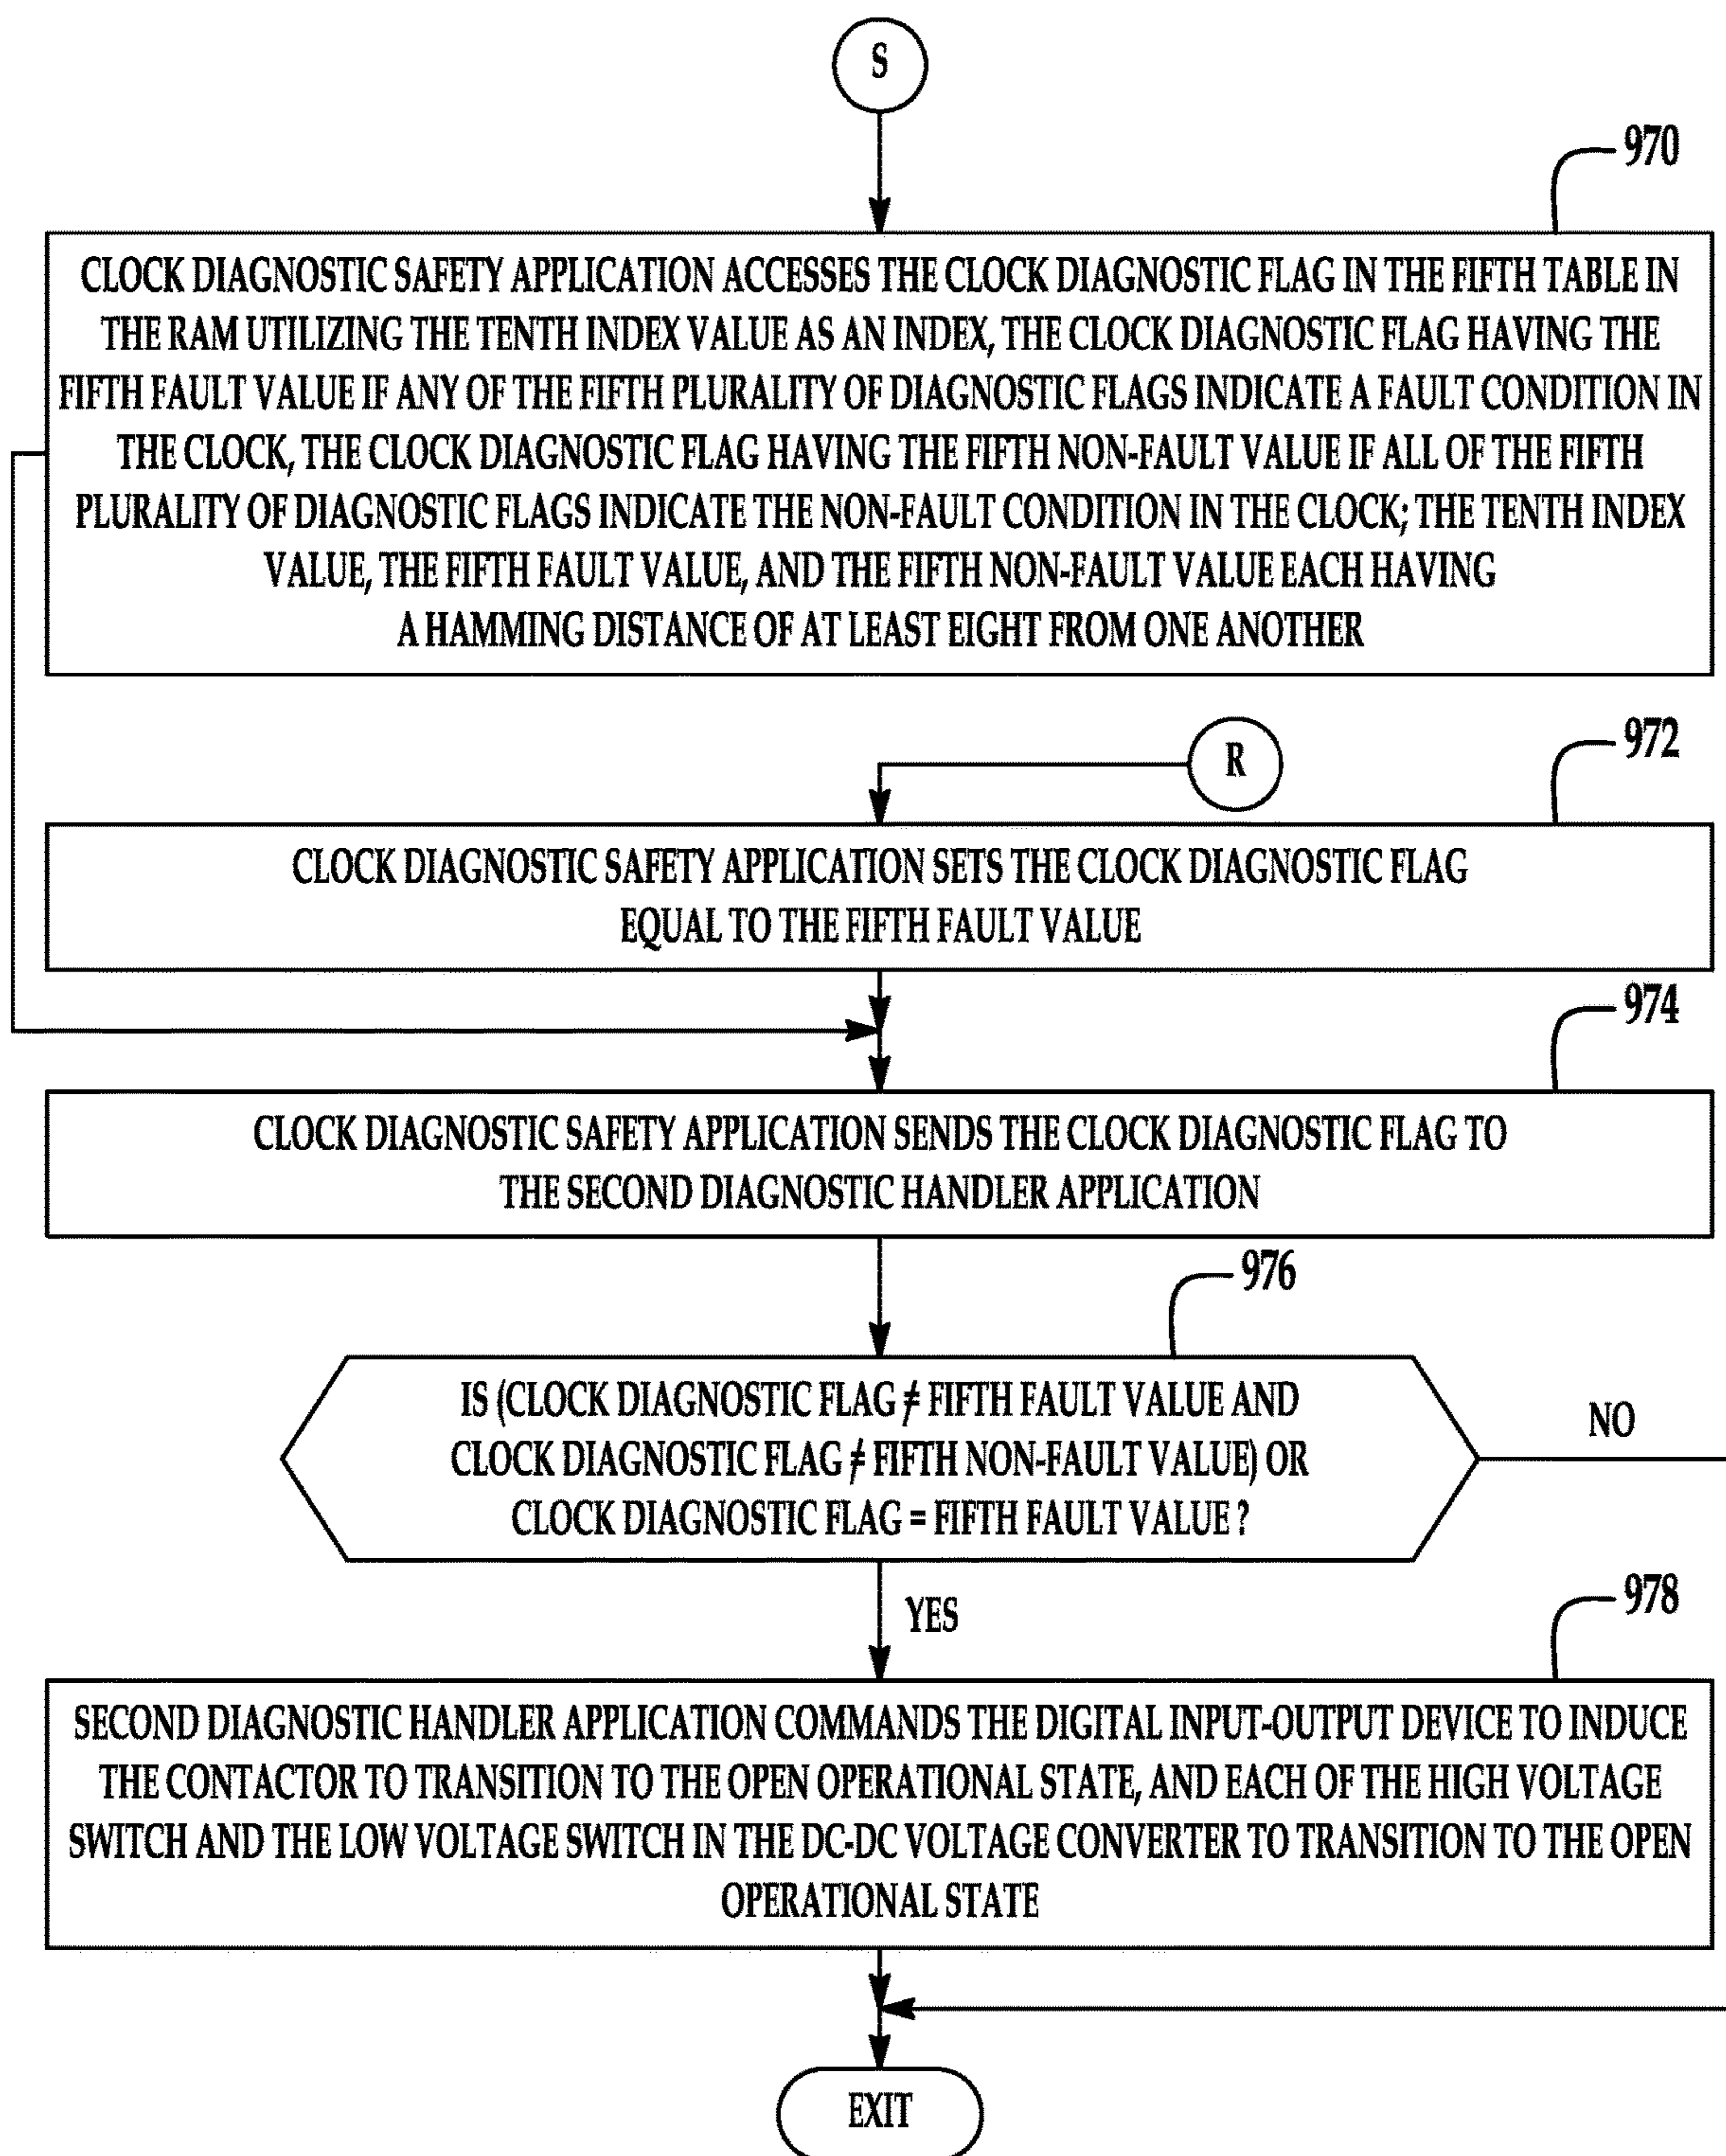 S
970
CLOCK DIAGNOSTIC SAFETY APPLICATION ACCESSES THE CLOCK DIAGNOSTIC FLAG IN THE FIFTH TABLE IN
THE RAM UTILIZING THE TENTH INDEX VALUE AS AN INDEX, THE CLOCK DIAGNOSTIC FLAG HAVING THE
FIFTH FAULT VALUE IF ANY OF THE FIFTH PLURALITY OF DIAGNOSTIC FLAGS INDICATE A FAULT CONDITION IN
THE CLOCK, THE CLOCK DIAGNOSTIC FLAG HAVING THE FIFTH NON-FAULT VALUE IF ALL OF THE FIFTH
PLURALITY OF DIAGNOSTIC FLAGS INDICATE THE NON-FAULT CONDITION IN THE CLOCK; THE TENTH INDEX
VALUE, THE FIFTH FAULT VALUE, AND THE FIFTH NON-FAULT VALUE EACH HAVING
A HAMMING DISTANCE OF AT LEAST EIGHT FROM ONE ANOTHER
R
972
CLOCK DIAGNOSTIC SAFETY APPLICATION SETS THE CLOCK DIAGNOSTIC FLAG
EQUAL TO THE FIFTH FAULT VALUE
974
CLOCK DIAGNOSTIC SAFETY APPLICATION SENDS THE CLOCK DIAGNOSTIC FLAG TO
THE SECOND DIAGNOSTIC HANDLER APPLICATION
976
IS (CLOCK DIAGNOSTIC FLAG ≠ FIFTH FAULT VALUE AND
CLOCK DIAGNOSTIC FLAG ≠ FIFTH NON-FAULT VALUE) OR
CLOCK DIAGNOSTIC FLAG = FIFTH FAULT VALUE ?
NO
YES
978
SECOND DIAGNOSTIC HANDLER APPLICATION COMMANDS THE DIGITAL INPUT-OUTPUT DEVICE TO INDUCE
THE CONTACTOR TO TRANSITION TO THE OPEN OPERATIONAL STATE, AND EACH OF THE HIGH VOLTAGE
SWITCH AND THE LOW VOLTAGE SWITCH IN THE DC-DC VOLTAGE CONVERTER TO TRANSITION TO THE OPEN
OPERATIONAL STATE
EXIT